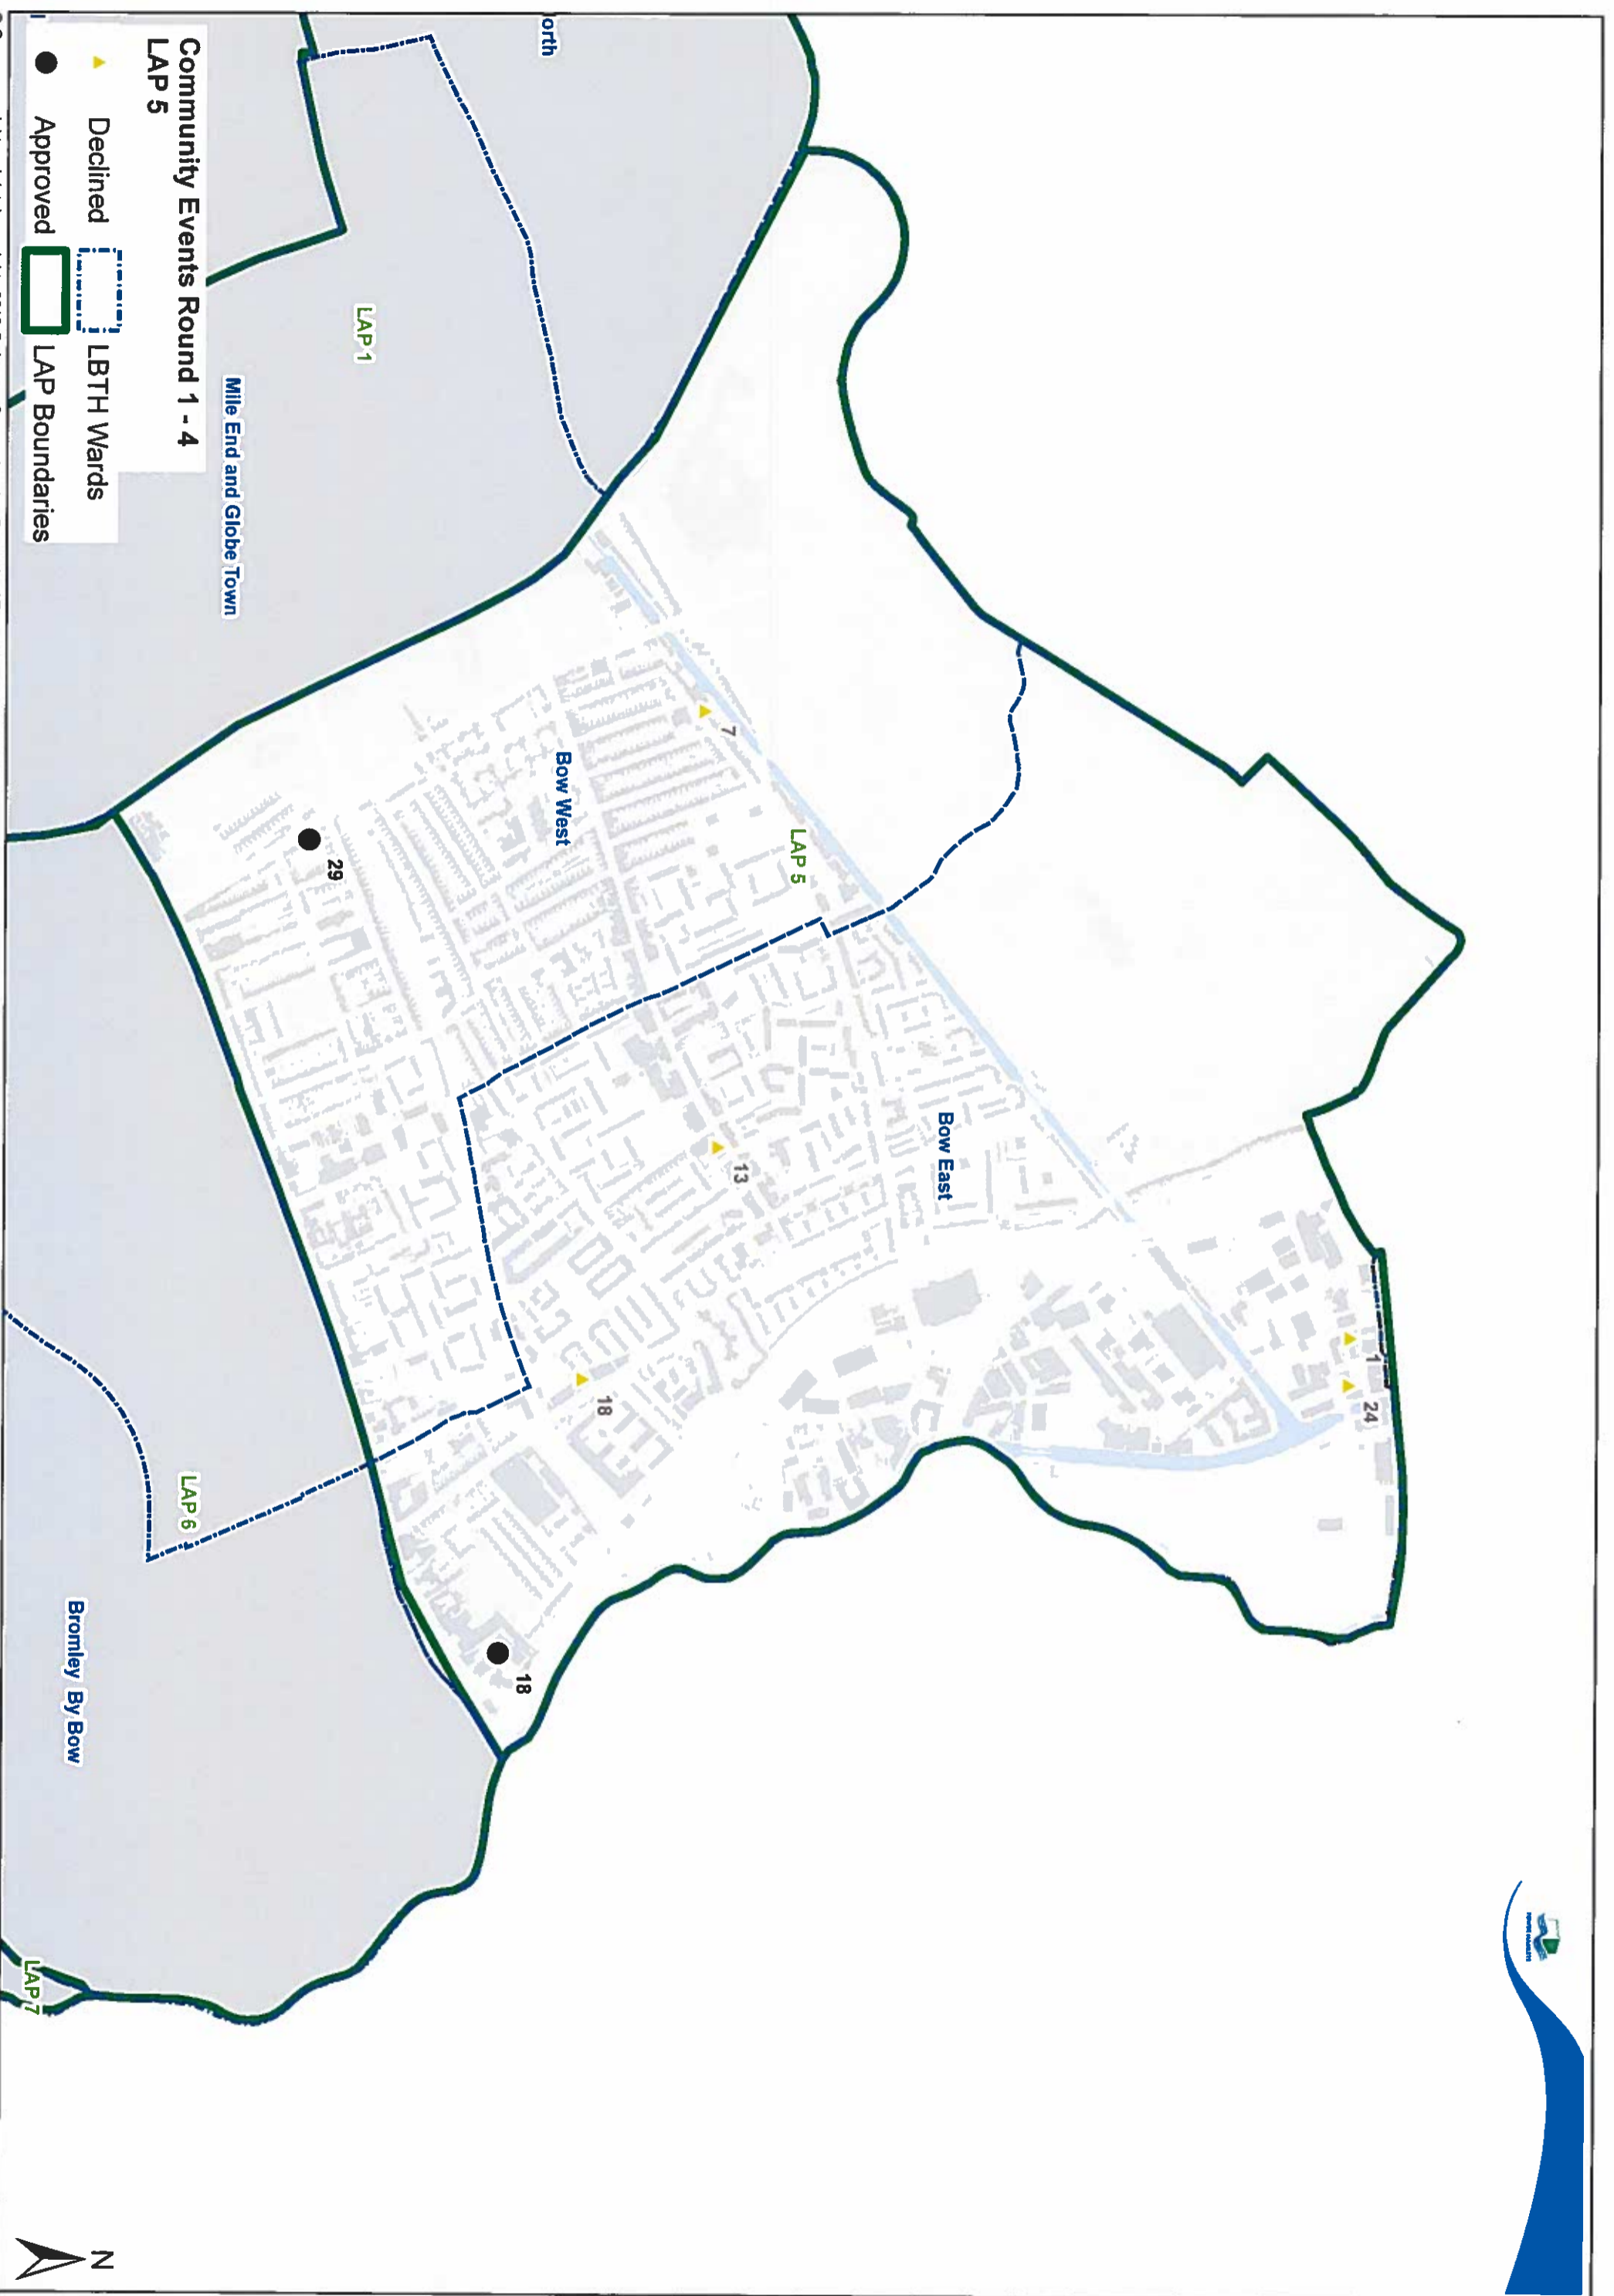 Community Events Round 1 - 4
LAP 5
Declined
LBTH Wards
Approved
LAP Boundaries
orth
LAP 1
Mile End and Globe Town
7
Bow West
LAP 5
29
Bow East
13
1
24
18
18
LAP 6
Bromley By Bow
LAP 7
N